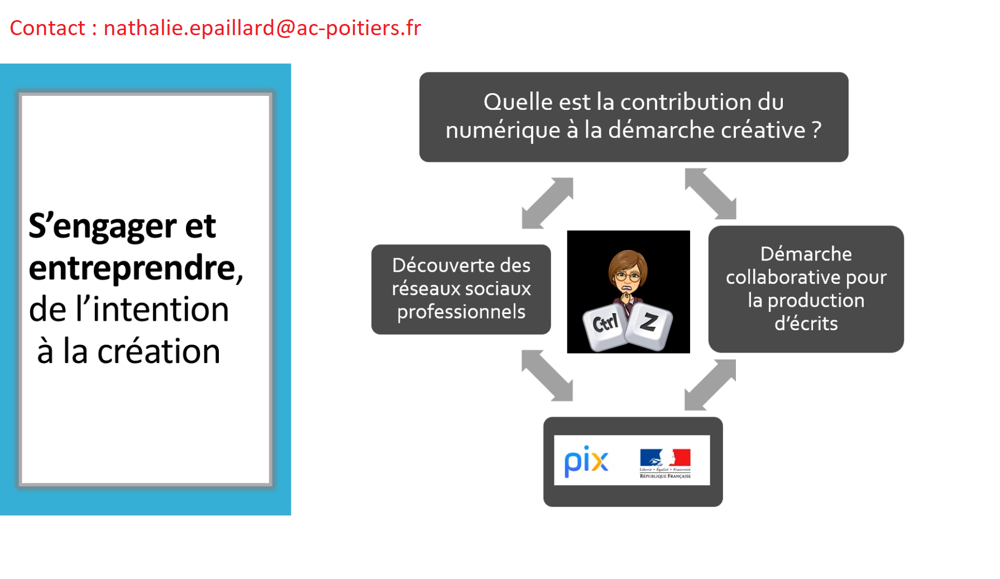 Contact : nathalie.epaillard@ac-poitiers.fr
S’engager et
entreprendre,
de l’intention
à la création
Quelle est la contribution du
numérique à la démarche créative ?
Découverte des
réseaux sociaux
professionnels
Ctrl
Z
Démarche
collaborative pour
la production
d’écrits
pix
Liberté • Égalité • Fraternité
RÉPUBLIQUE FRANÇAISE